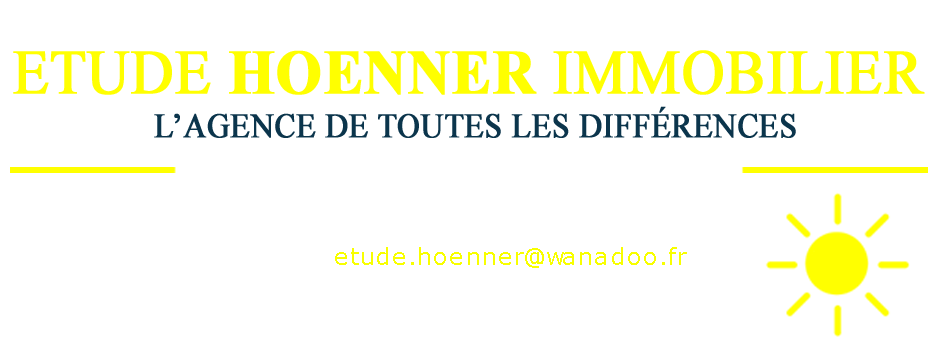 ETUDE HOENNER IMMOBILIER
L'AGENCE DE TOUTES LES DIFFÉRENCES
etude.hoenner@wanadoo.fr